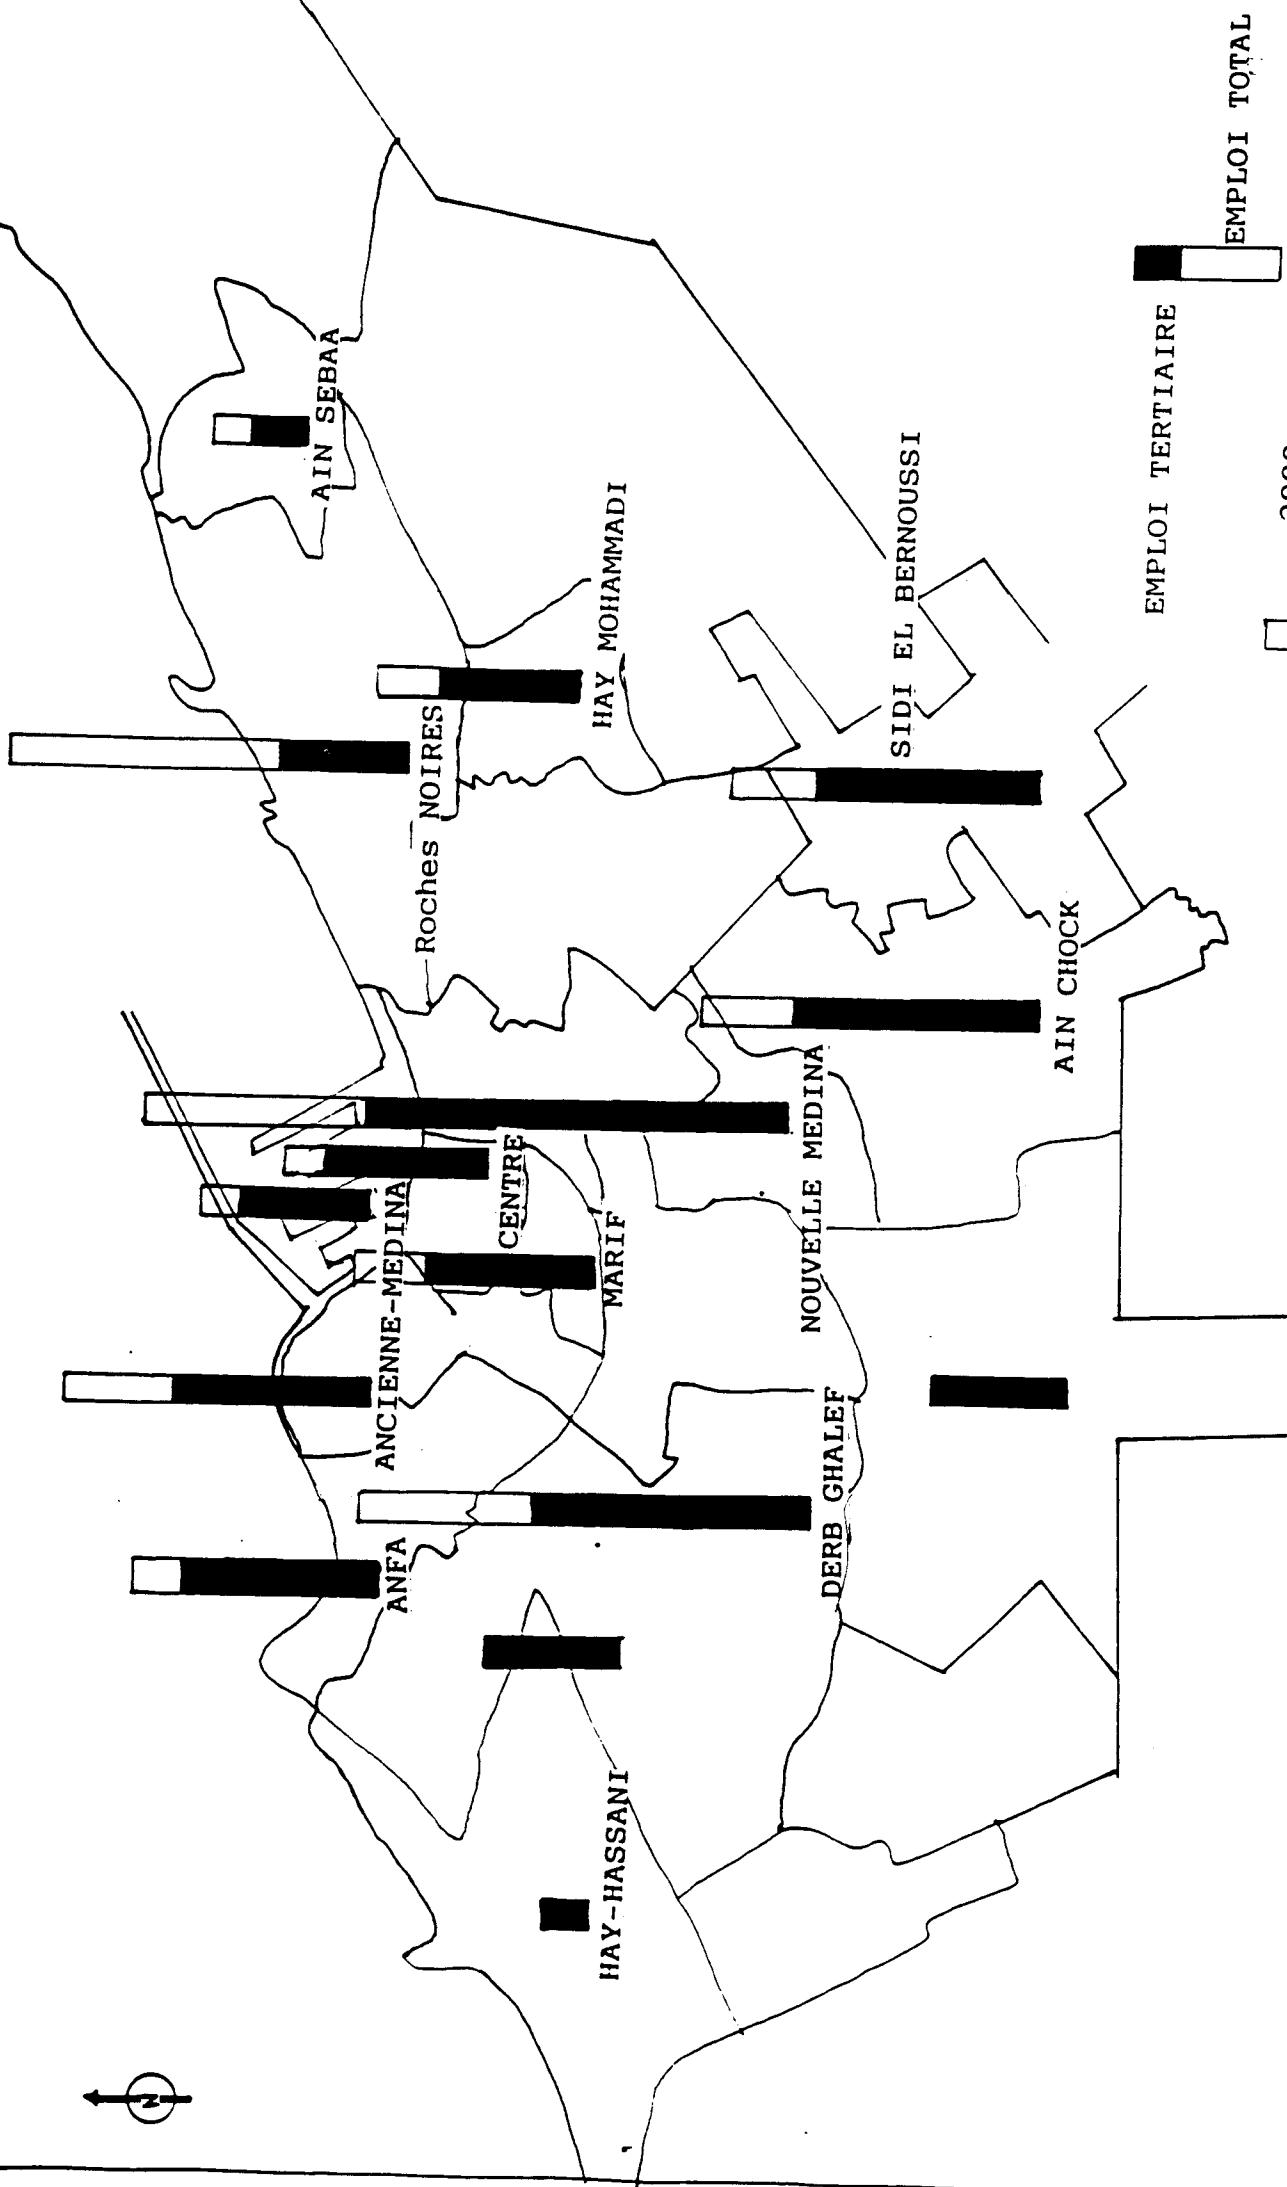 N
AIN SEBAA
HAY MOHAMMADI
Roches NOIRES
SIDI EL BERNOUSSI
AIN CHOCK
NOUVELLE MEDINA
CENTRE
MARIF
ANCIENNE-MEDINA
DERB GHALEF
ANFA
HAY-HASSANI
EMPLOI TERTIAIRE
EMPLOI TOTAL